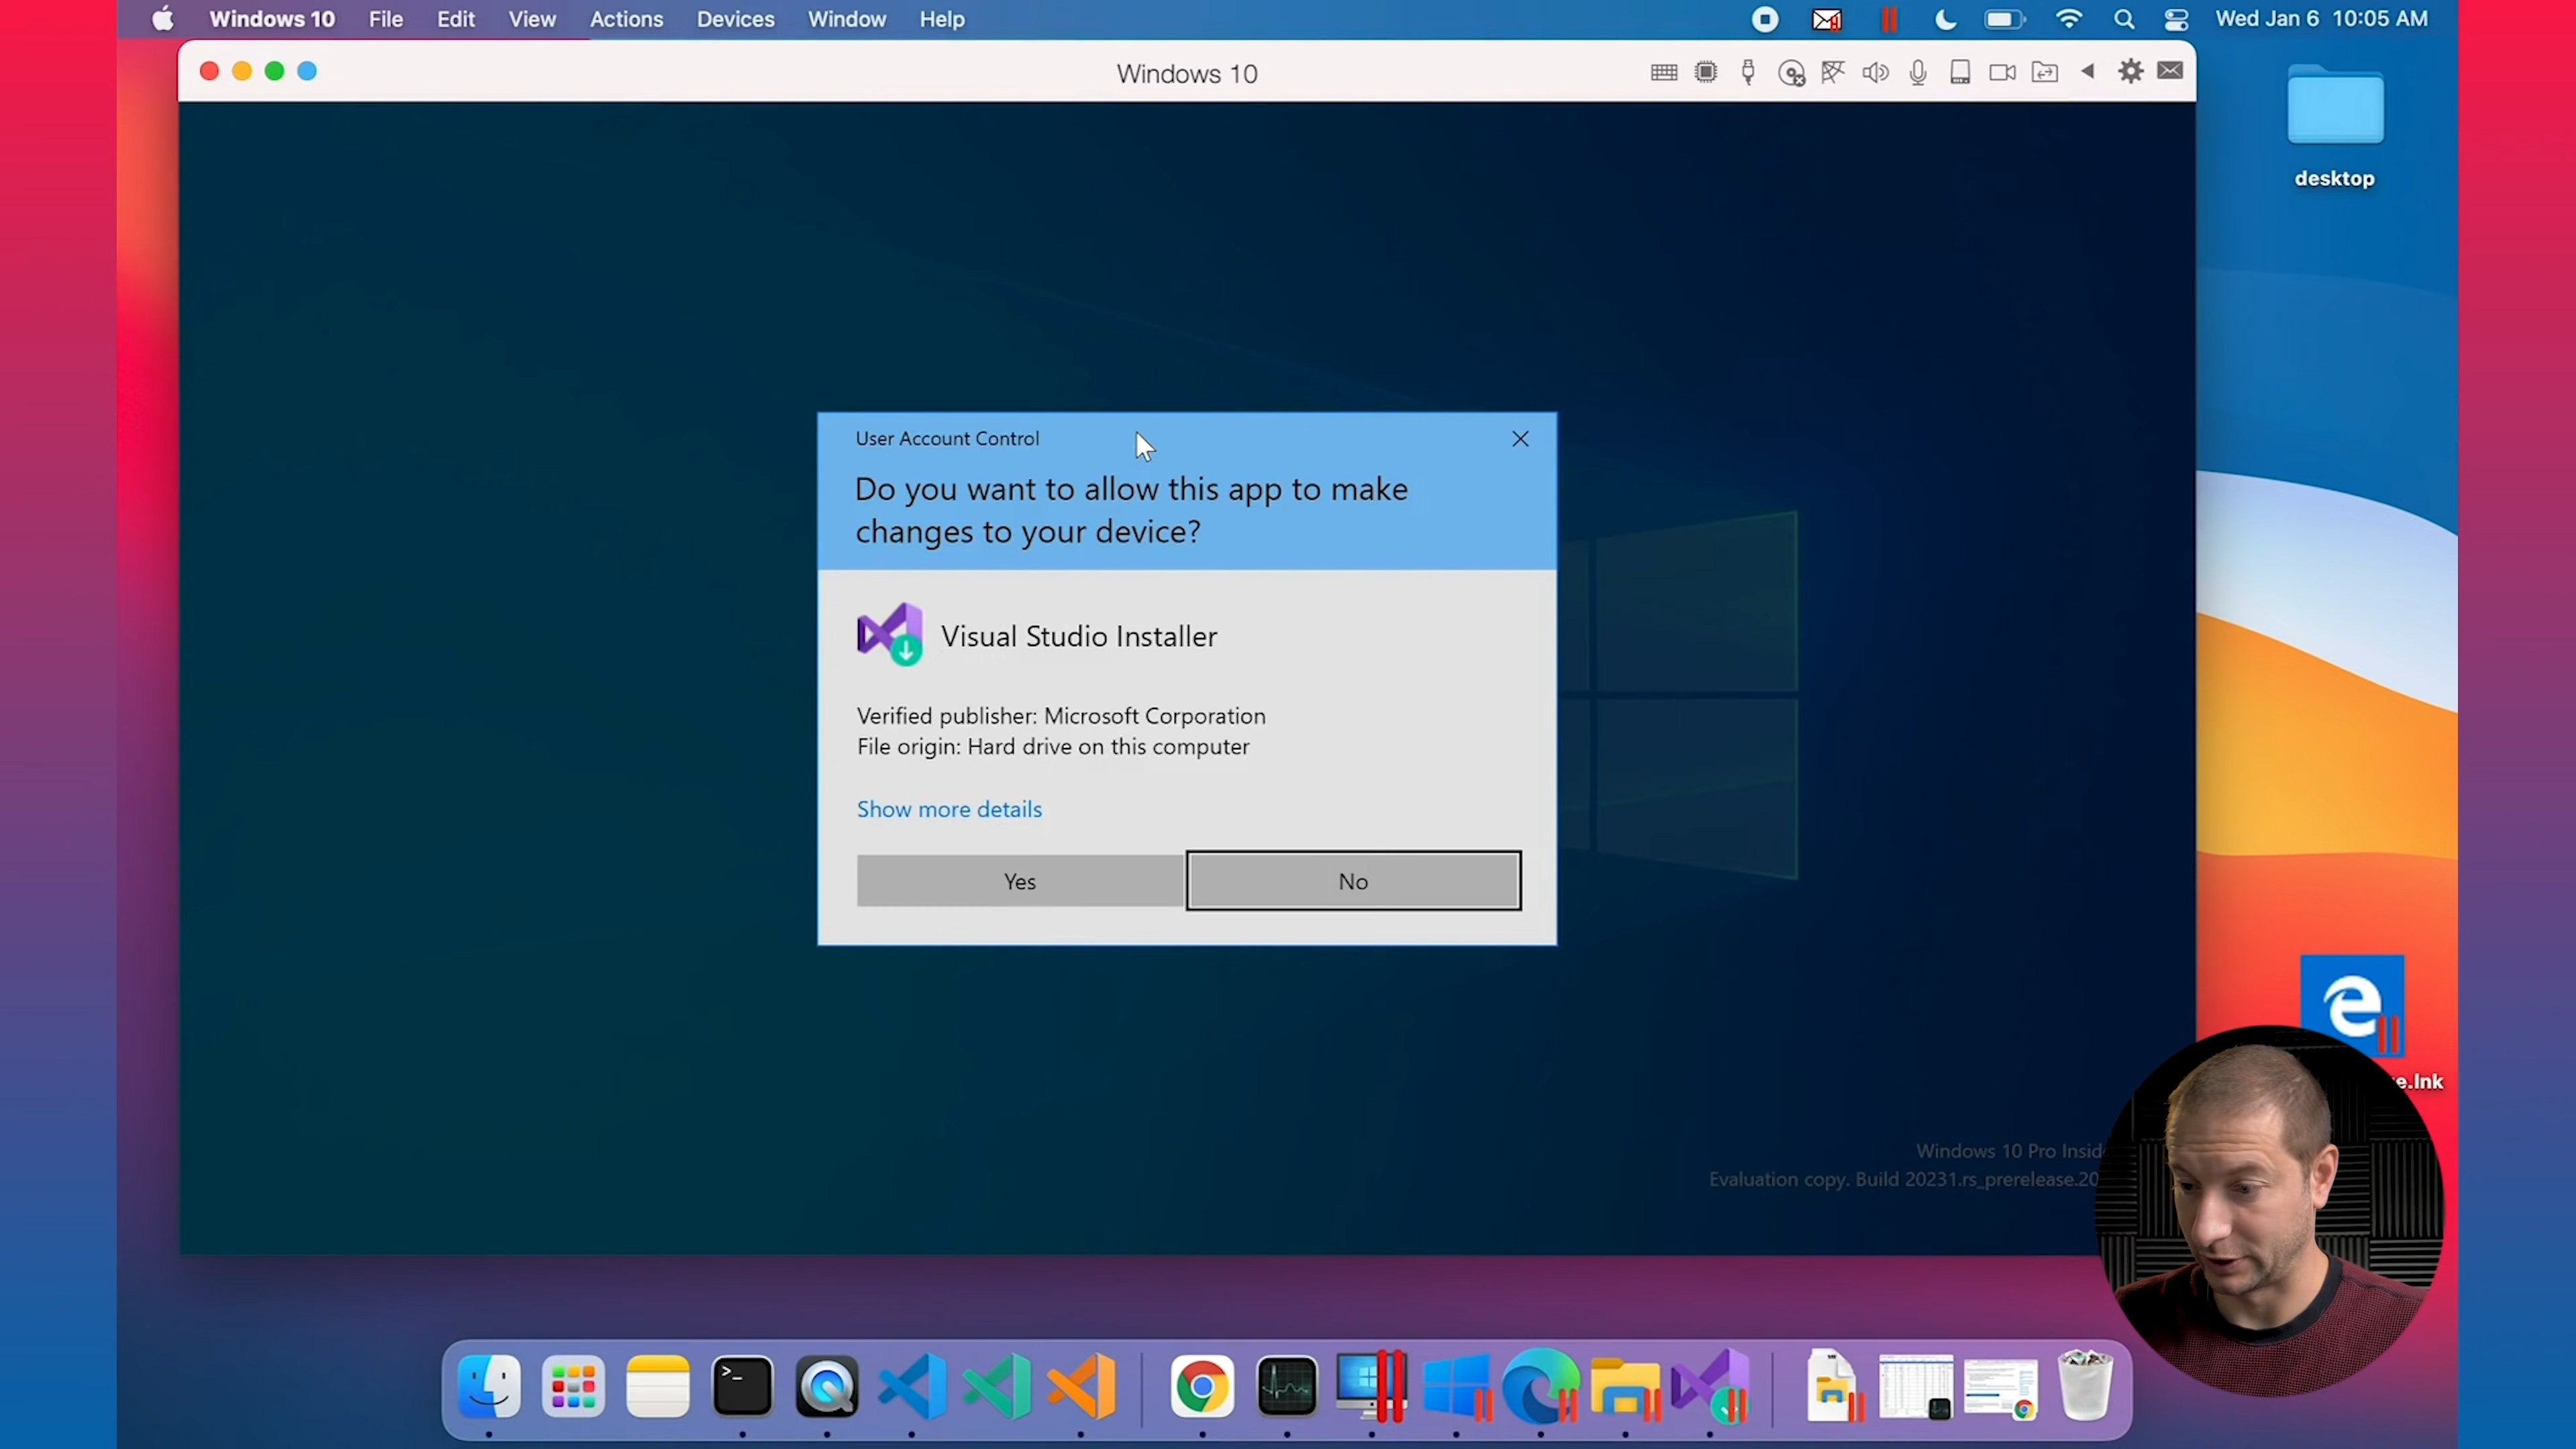 Windows 10 File Edit View Actions Devices Window Help Wed Jan 6 10:05 AM
Windows 10
desktop
User Account Control
Do you want to allow this app to make
changes to your device?
Visual Studio Installer
Verified publisher: Microsoft Corporation
File origin: Hard drive on this computer
Show more details
Yes No
e.lnk
Windows 10 Pro Insid
Evaluation copy. Build 20231.rs_prerelease.20